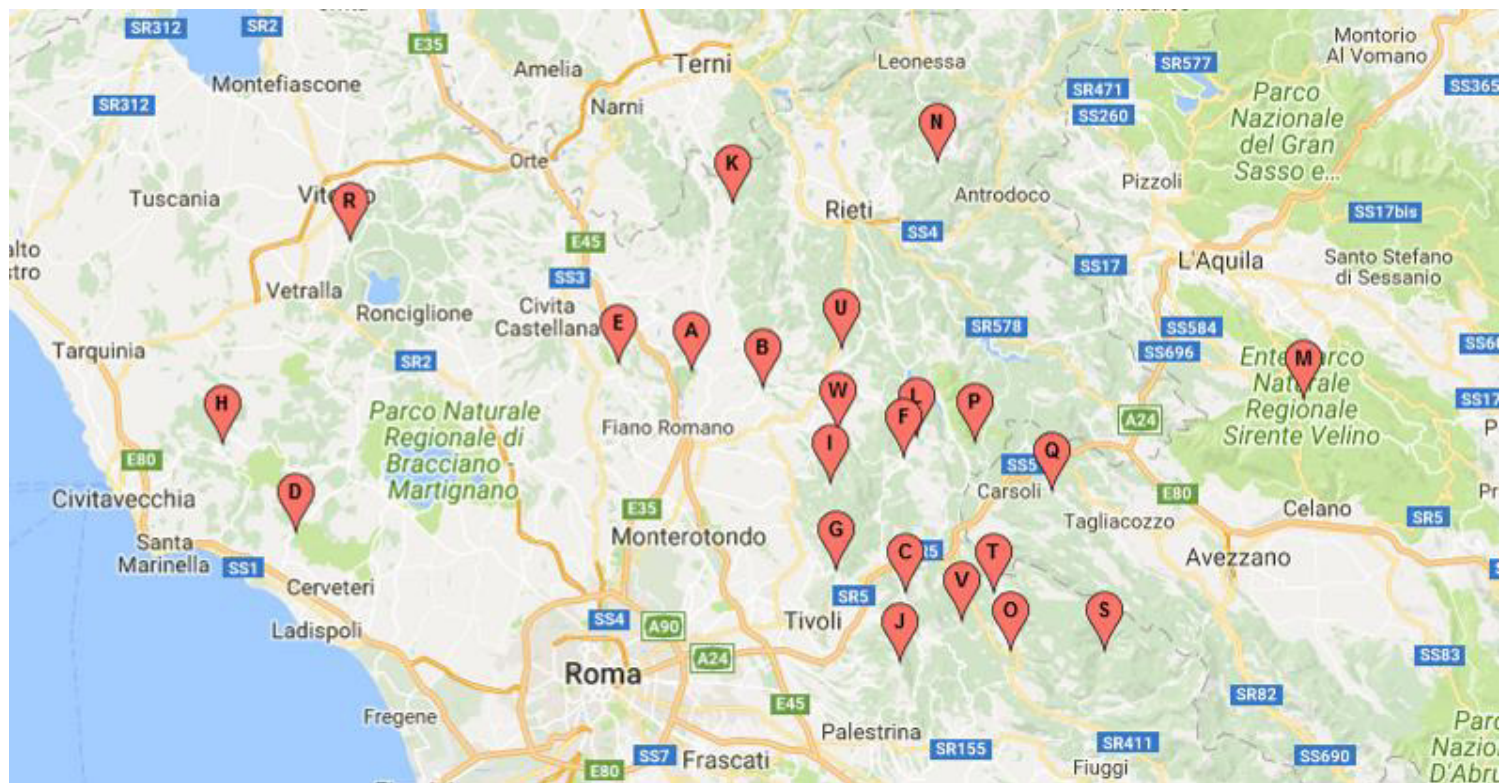 SR312
SR2
E35
Terni
Leonessa
SR577
Montorio
Al Vomano
Montefiascone
Amelia
Narni
SR312
SR471
SS260
SS365
Parco
Nazionale
del Gran
Sasso e...
N
K
Orte
Tuscania
R
Rieti
Antrodoco
Pizzoli
SS17bis
SS4
E45
SS3
SS17
L'Aquila
Santo Stefano
di Sessanio
Vetralla
Ronciglione
Civita
Castellana
E
A
B
U
SR578
SS584
SS696
Tarquinia
SR2
M
Regionale
Sirente Velino
H
Parco Naturale
Regionale di
Bracciano -
Martignano
Fiano Romano
W
L
F
P
I
A24
SS17
E80
Civitavecchia
D
E35
Q
Carsoli
E80
Celano
SR5
Tagliacozzo
Santa
Marinella
SS1
Monterotondo
G
C
T
V
Avezzano
Cerveteri
SR5
Ladispoli
SS4
A90
Tivoli
J
O
S
A24
Roma
SS83
E45
SR82
Fregene
Palestrina
SS7
Frascati
E80
SR155
SR411
Fiuggi
SS690
D'Abru